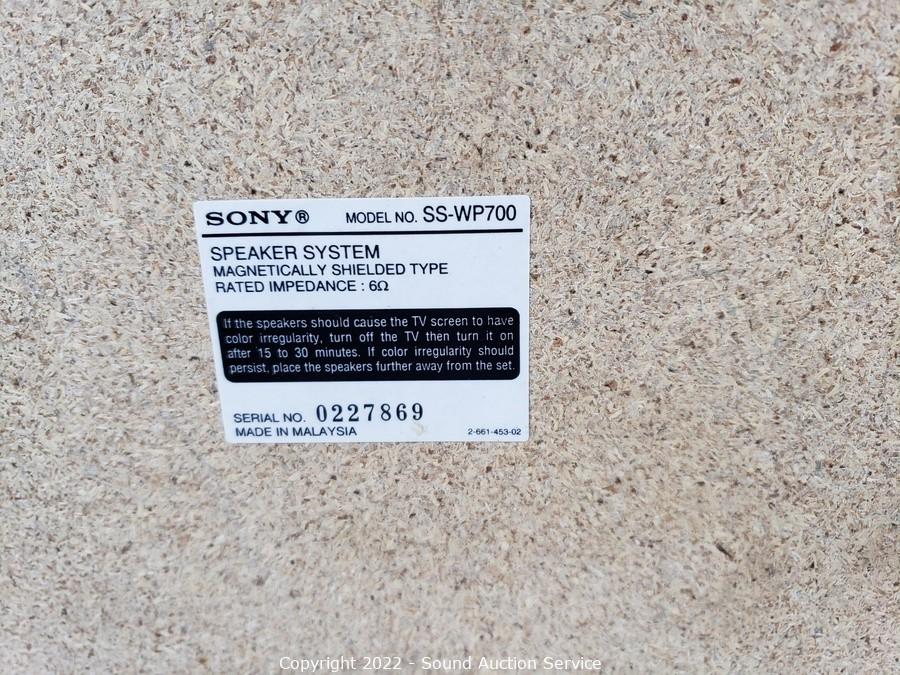 SONY® MODEL NO. SS-WP700
SPEAKER SYSTEM
MAGNETICALLY SHIELDED TYPE
RATED IMPEDANCE : 6Ω
If the speakers should cause the TV screen to have
color irregularity, turn off the TV then turn it on
after 15 to 30 minutes. If color irregularity should
persist, place the speakers further away from the set.
SERIAL NO. 0227869
MADE IN MALAYSIA 2-661-453-02
Copyright 2022 - Sound Auction Service